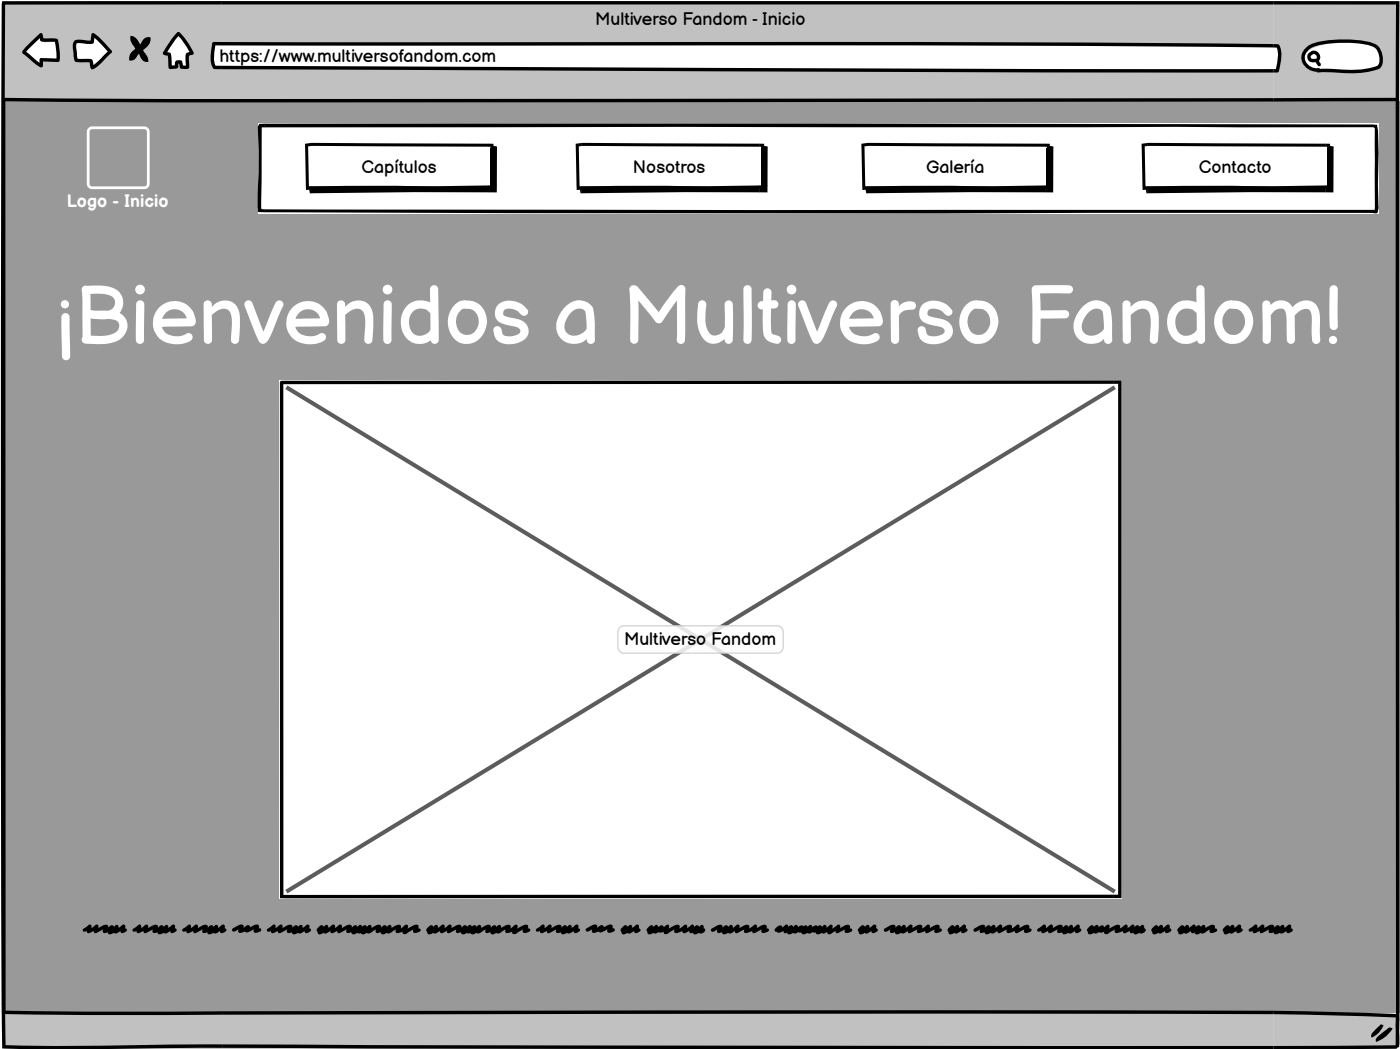 Multiverso Fandom - Inicio
https://www.multiversofandom.com
Logo - Inicio
Capítulos
Nosotros
Galería
Contacto
¡Bienvenidos a Multiverso Fandom!
Multiverso Fandom